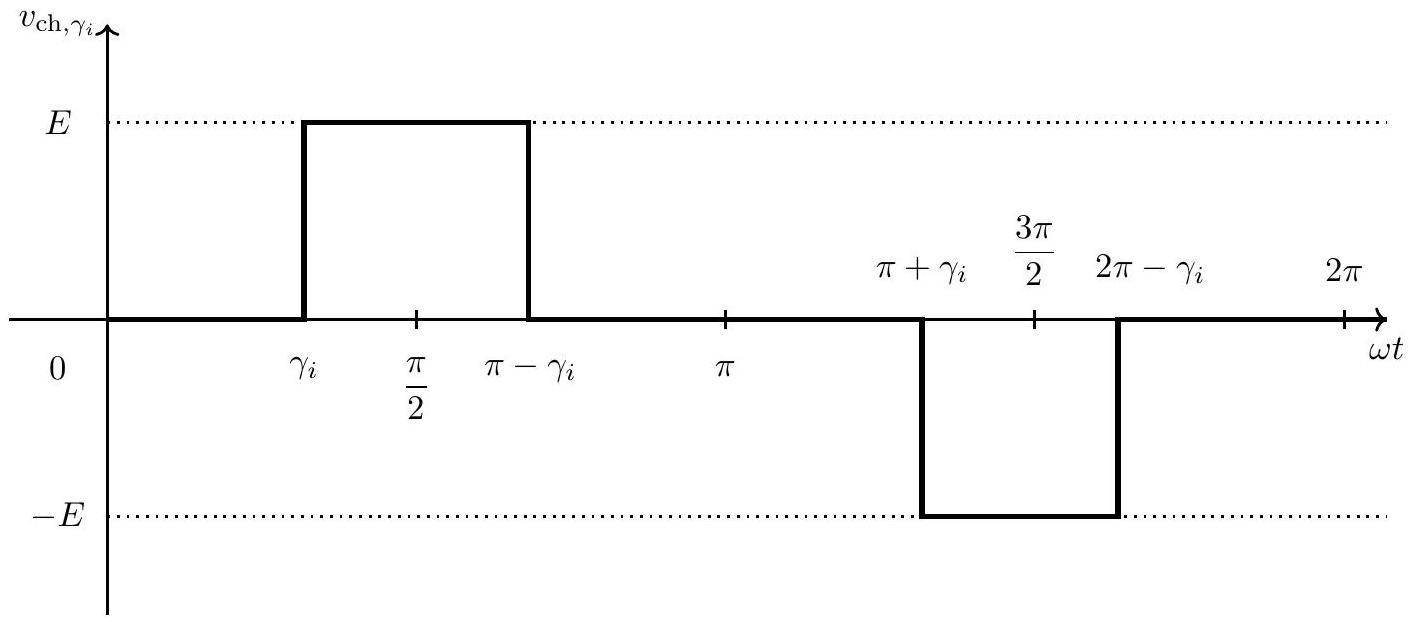 v_{ch,γ_i}
E
3π/2
π + γ_i
2π − γ_i
2π
ωt
0
γ_i
π/2
π − γ_i
π
−E